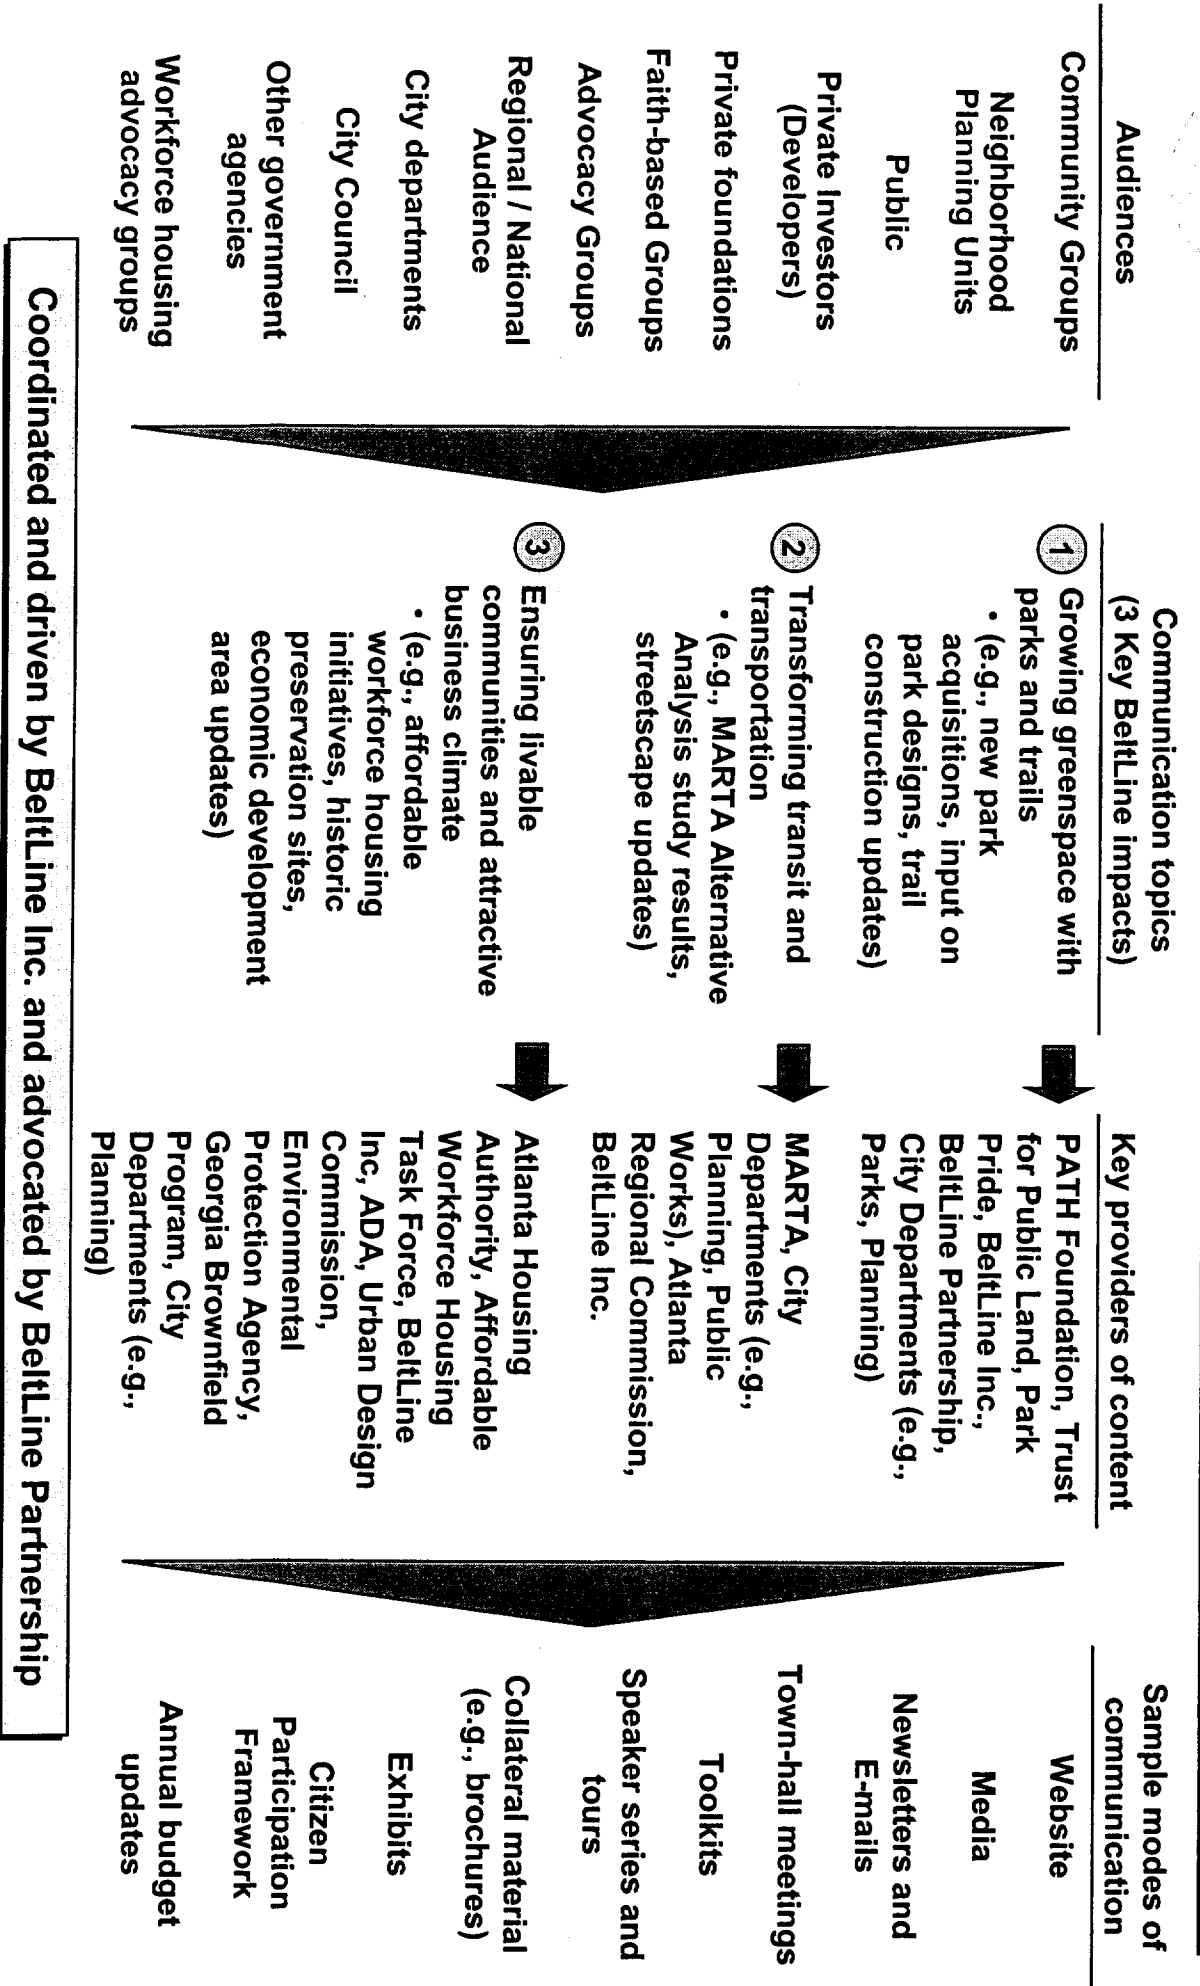 Audiences
Community Groups
Neighborhood
Planning Units
Public
Private Investors
(Developers)
Private foundations
Faith-based Groups
Advocacy Groups
Regional / National
Audience
City departments
City Council
Other government
agencies
Workforce housing
advocacy groups
Communication topics
(3 Key BeltLine impacts)
1 Growing greenspace with
parks and trails
• (e.g., new park
acquisitions, input on
park designs, trail
construction updates)
2 Transforming transit and
transportation
• (e.g., MARTA Alternative
Analysis study results,
streetscape updates)
3 Ensuring livable
communities and attractive
business climate
• (e.g., affordable
workforce housing
initiatives, historic
preservation sites,
economic development
area updates)
Key providers of content
PATH Foundation, Trust
for Public Land, Park
Pride, BeltLine Inc.,
BeltLine Partnership,
City Departments (e.g.,
Parks, Planning)
MARTA, City
Departments (e.g.,
Planning, Public
Works), Atlanta
Regional Commission,
BeltLine Inc.
Atlanta Housing
Authority, Affordable
Workforce Housing
Task Force, BeltLine
Inc, ADA, Urban Design
Commission,
Environmental
Protection Agency,
Georgia Brownfield
Program, City
Departments (e.g.,
Planning)
Sample modes of
communication
Website
Media
Newsletters and
E-mails
Town-hall meetings
Toolkits
Speaker series and
tours
Collateral material
(e.g., brochures)
Exhibits
Citizen
Participation
Framework
Annual budget
updates
Coordinated and driven by BeltLine Inc. and advocated by BeltLine Partnership